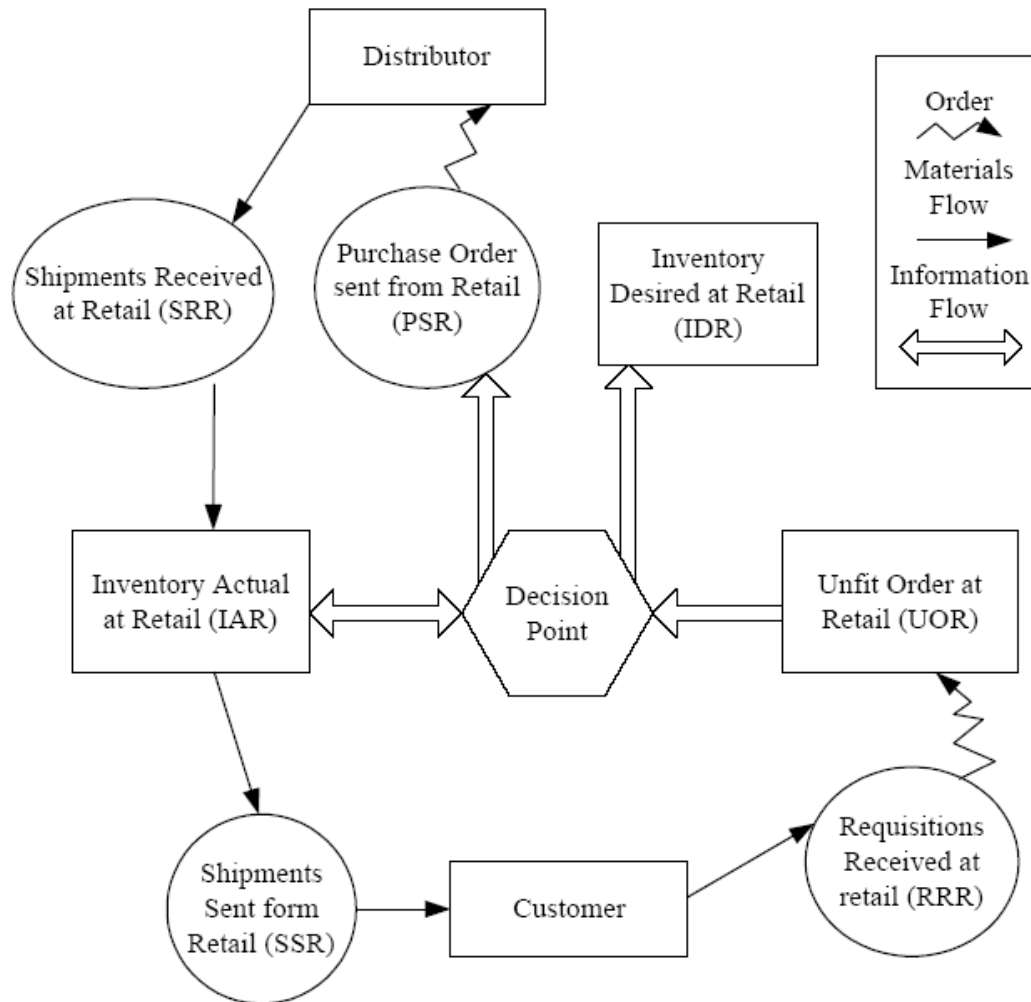 Distributor
Order
Materials
Flow
Information
Flow
Shipments Received
at Retail (SRR)
Purchase Order
sent from Retail
(PSR)
Inventory
Desired at Retail
(IDR)
Inventory Actual
at Retail (IAR)
Decision
Point
Unfit Order at
Retail (UOR)
Shipments
Sent form
Retail (SSR)
Customer
Requisitions
Received at
retail (RRR)